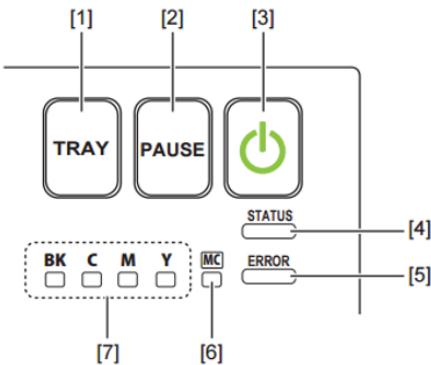 [1] [2] [3]
TRAY PAUSE
STATUS
[4]
BK C M Y MC ERROR
[5]
[7] [6]